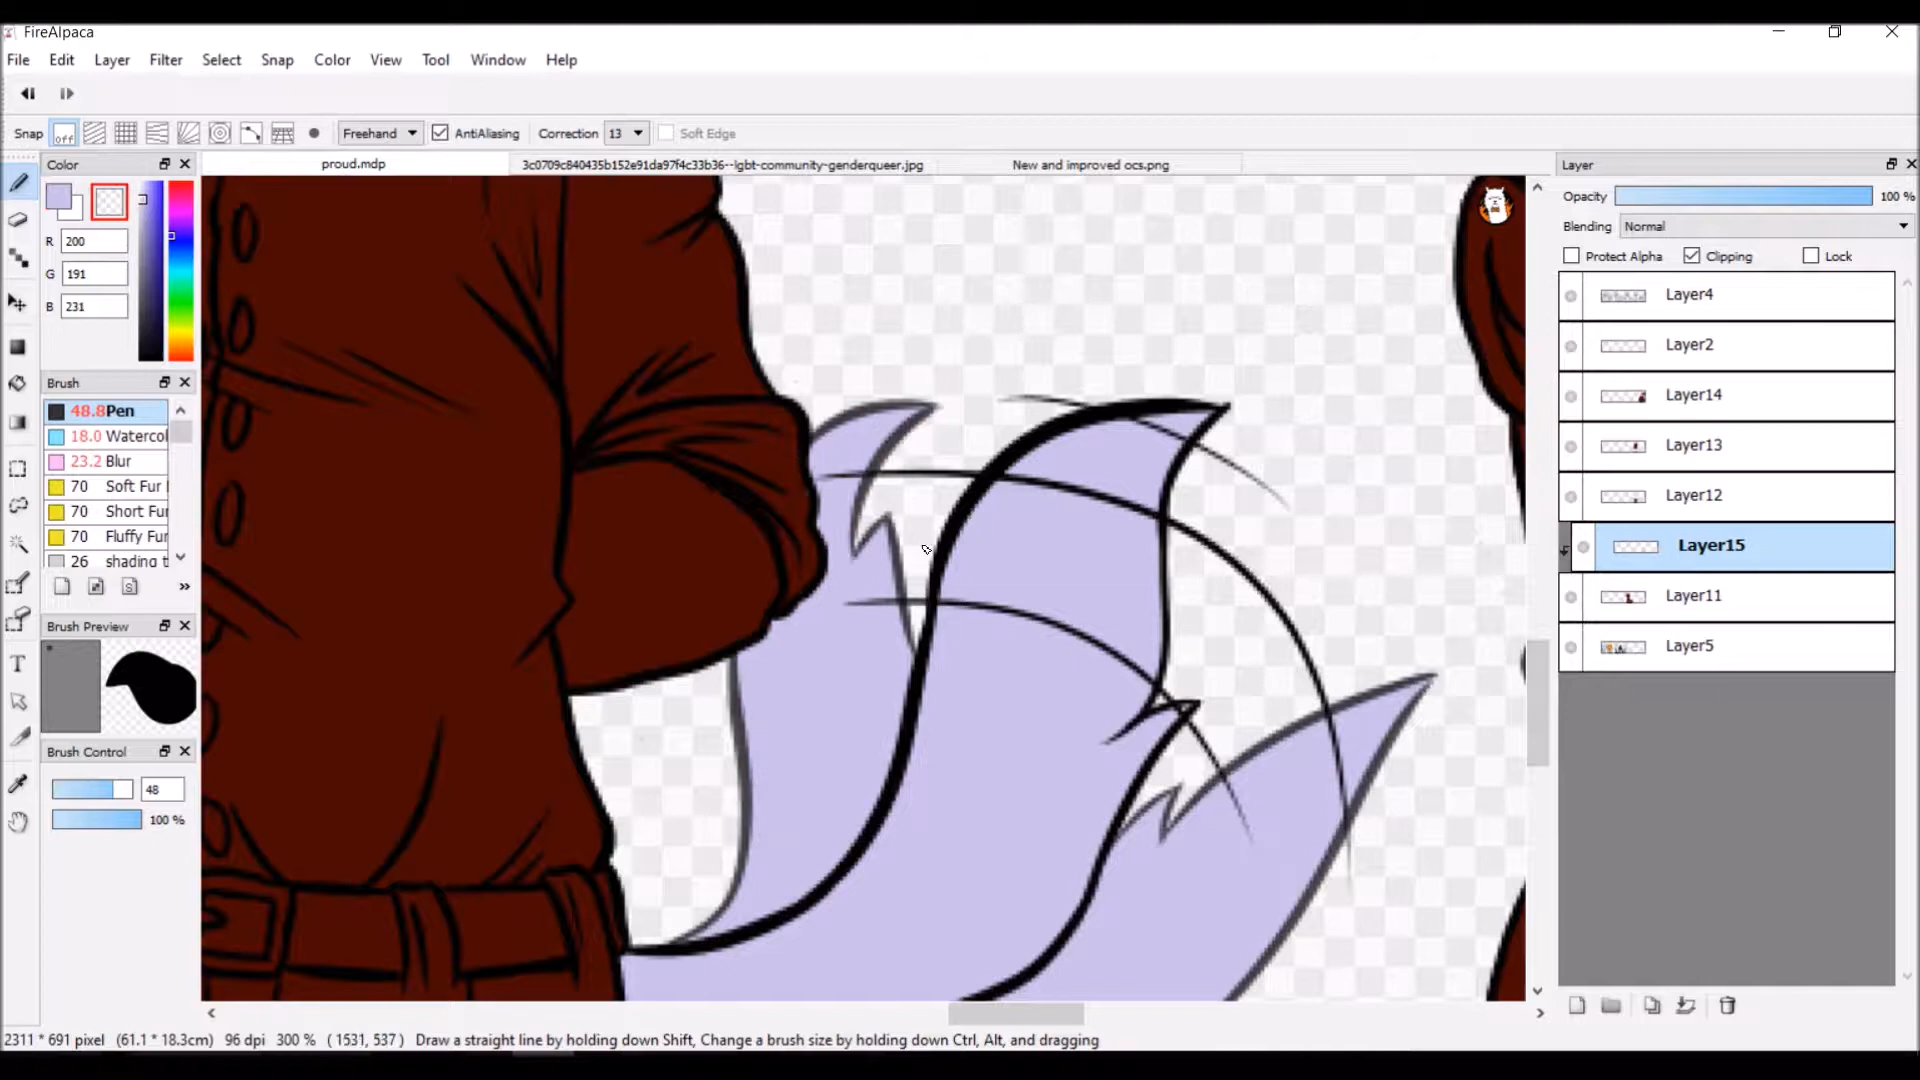 FireAlpaca
File Edit Layer Filter Select Snap Color View Tool Window Help
Snap off Freehand AntiAliasing Correction 13 Soft Edge
Color
R 200
G 191
B 231
Brush
48.8 Pen
18.0 Watercol
23.2 Blur
70 Soft Fur
70 Short Fur
70 Fluffy Fur
26 shading t
Brush Preview
T
Brush Control
48
100 %
proud.mdp 3c0709c840435b152e91da97f4c33b36--lgbt-community-genderqueer.jpg New and improved ocs.png
Layer
Opacity 100 %
Blending Normal
Protect Alpha Clipping Lock
Layer4
Layer2
Layer14
Layer13
Layer12
Layer15
Layer11
Layer5
2311 * 691 pixel (61.1 * 18.3cm) 96 dpi 300 % ( 1531, 537 ) Draw a straight line by holding down Shift, Change a brush size by holding down Ctrl, Alt, and dragging